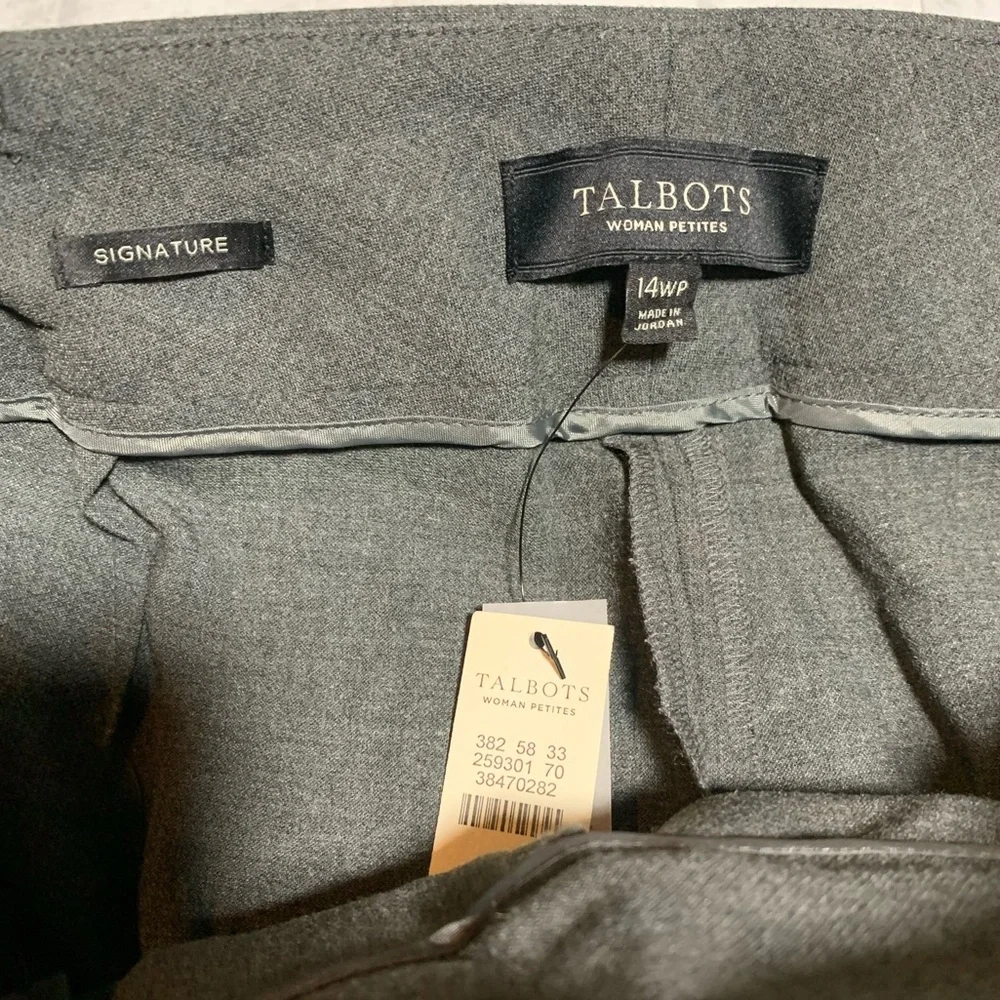 SIGNATURE
TALBOTS
WOMAN PETITES
14WP
MADE IN
JORDAN
TALBOTS
WOMAN PETITES
382 58 33
259301 70
38470282